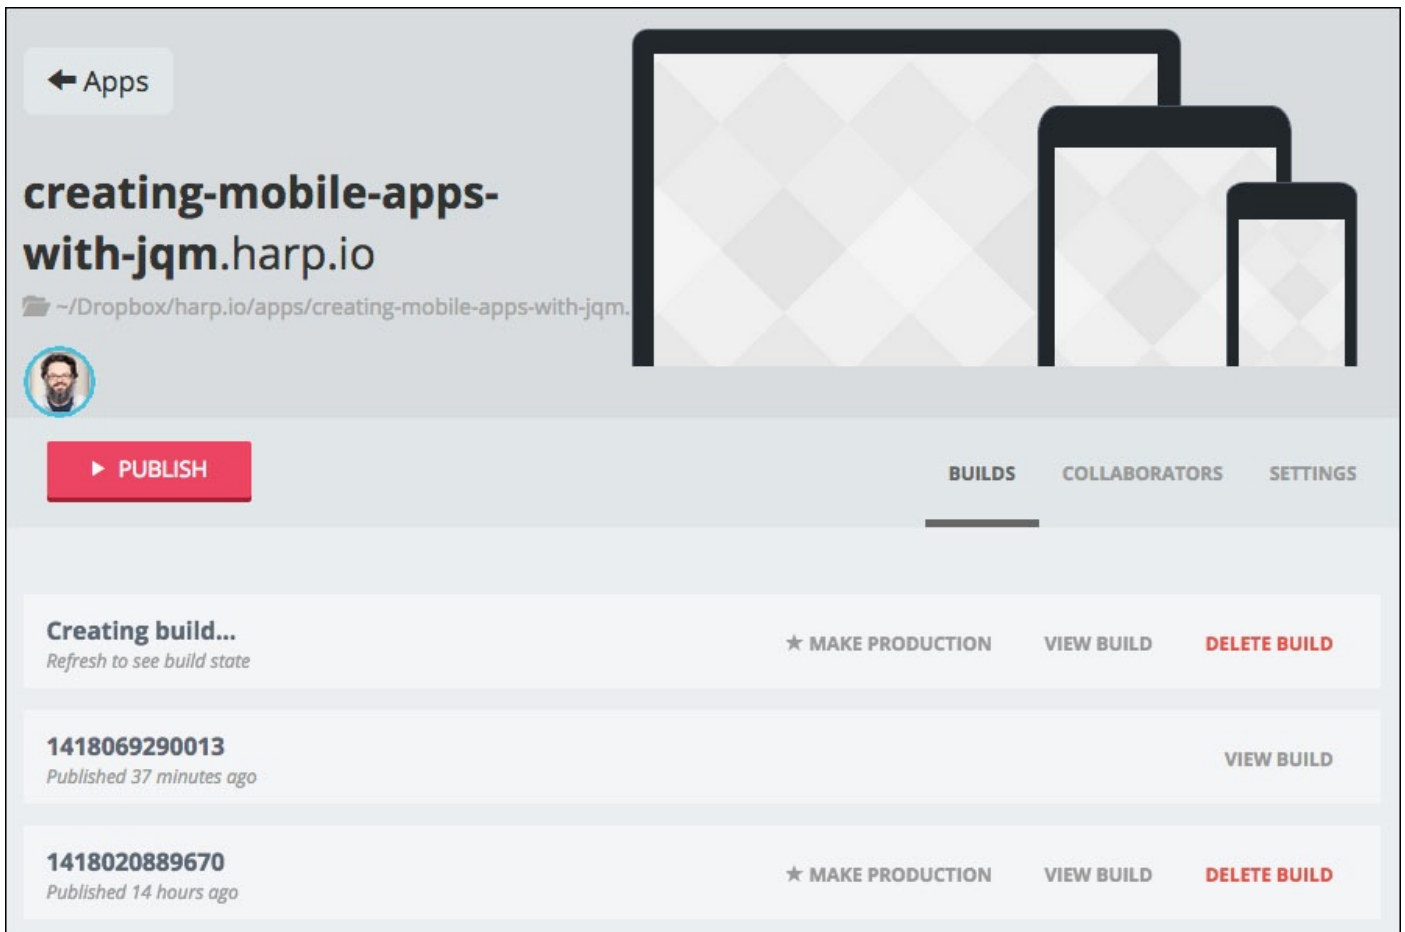 Apps
creating-mobile-apps-
with-jqm.harp.io
~/Dropbox/harp.io/apps/creating-mobile-apps-with-jqm.
PUBLISH
BUILDS COLLABORATORS SETTINGS
Creating build...
★ MAKE PRODUCTION VIEW BUILD DELETE BUILD
Refresh to see build state
1418069290013
VIEW BUILD
Published 37 minutes ago
1418020889670
★ MAKE PRODUCTION VIEW BUILD DELETE BUILD
Published 14 hours ago